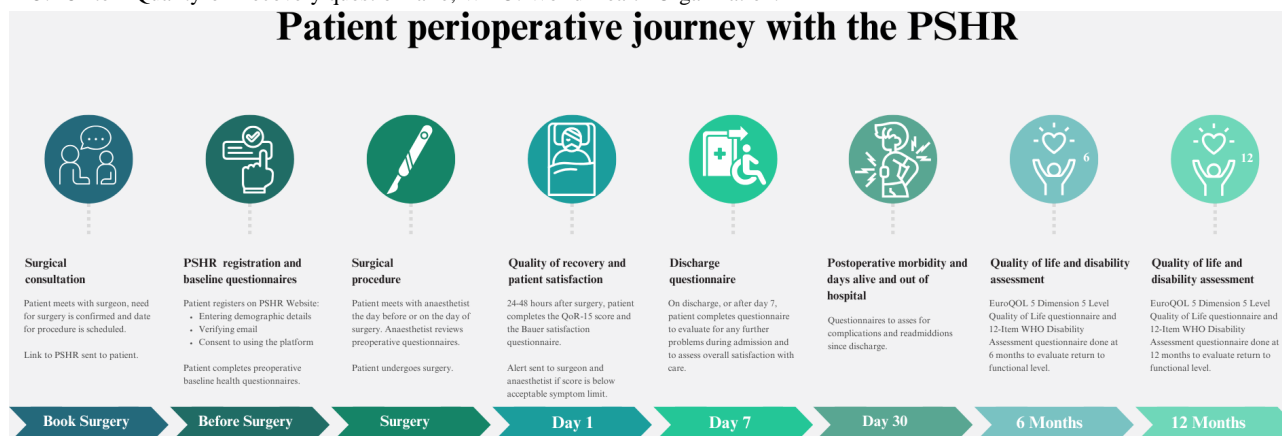 Patient perioperative journey with the PSHR
6
12
Surgical
consultation
Patient meets with surgeon, need
for surgery is confirmed and date
for procedure is scheduled.
Link to PSHR sent to patient.
PSHR registration and
baseline questionnaires
Patient registers on PSHR Website:
• Entering demographic details
• Verifying email
• Consent to using the platform
Patient completes preoperative
baseline health questionnaires.
Surgical
procedure
Patient meets with anaesthetist
the day before or on the day of
surgery. Anaesthetist reviews
preoperative questionnaires.
Patient undergoes surgery.
Quality of recovery and
patient satisfaction
24-48 hours after surgery, patient
completes the QoR-15 score and
the Bauer satisfaction
questionnaire.
Alert sent to surgeon and
anaesthetist if score is below
acceptable symptom limit.
Discharge
questionnaire
On discharge, or after day 7,
patient completes questionnaire
to evaluate for any further
problems during admission and
to assess overall satisfaction with
care.
Postoperative morbidity and
days alive and out of
hospital
Questionnaires to asses for
complications and readmiddions
since discharge.
Quality of life and disability
assessment
EuroQOL 5 Dimension 5 Level
Quality of Life questionnaire and
12-Item WHO Disability
Assessment questionnaire done at
6 months to evaluate return to
functional level.
Quality of life and
disability assessment
EuroQOL 5 Dimension 5 Level
Quality of Life questionnaire and
12-Item WHO Disability
Assessment questionnaire done at
12 months to evaluate return to
functional level.
Book Surgery
Before Surgery
Surgery
Day 1
Day 7
Day 30
6 Months
12 Months